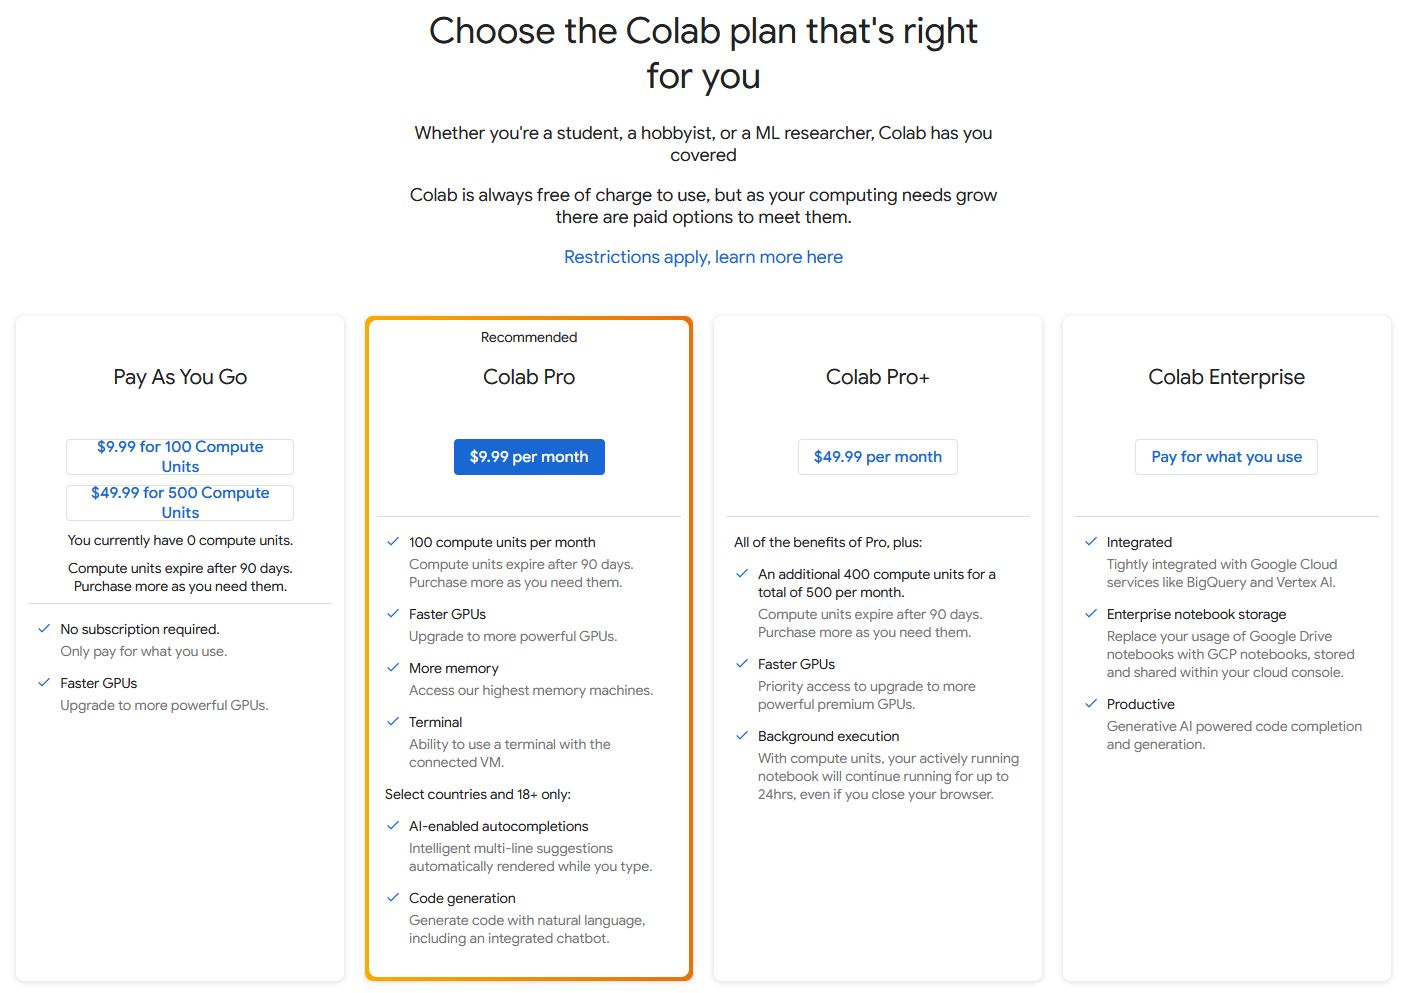 Choose the Colab plan that's right
for you
Whether you're a student, a hobbyist, or a ML researcher, Colab has you
covered
Colab is always free of charge to use, but as your computing needs grow
there are paid options to meet them.
Restrictions apply, learn more here
Pay As You Go
$9.99 for 100 Compute
Units
$49.99 for 500 Compute
Units
You currently have 0 compute units.
Compute units expire after 90 days.
Purchase more as you need them.
No subscription required.
Only pay for what you use.
Faster GPUs
Upgrade to more powerful GPUs.
Recommended
Colab Pro
$9.99 per month
100 compute units per month
Compute units expire after 90 days.
Purchase more as you need them.
Faster GPUs
Upgrade to more powerful GPUs.
More memory
Access our highest memory machines.
Terminal
Ability to use a terminal with the
connected VM.
Select countries and 18+ only:
AI-enabled autocompletions
Intelligent multi-line suggestions
automatically rendered while you type.
Code generation
Generate code with natural language,
including an integrated chatbot.
Colab Pro+
$49.99 per month
All of the benefits of Pro, plus:
An additional 400 compute units for a
total of 500 per month.
Compute units expire after 90 days.
Purchase more as you need them.
Faster GPUs
Priority access to upgrade to more
powerful premium GPUs.
Background execution
With compute units, your actively running
notebook will continue running for up to
24hrs, even if you close your browser.
Colab Enterprise
Pay for what you use
Integrated
Tightly integrated with Google Cloud
services like BigQuery and Vertex AI.
Enterprise notebook storage
Replace your usage of Google Drive
notebooks with GCP notebooks, stored
and shared within your cloud console.
Productive
Generative AI powered code completion
and generation.